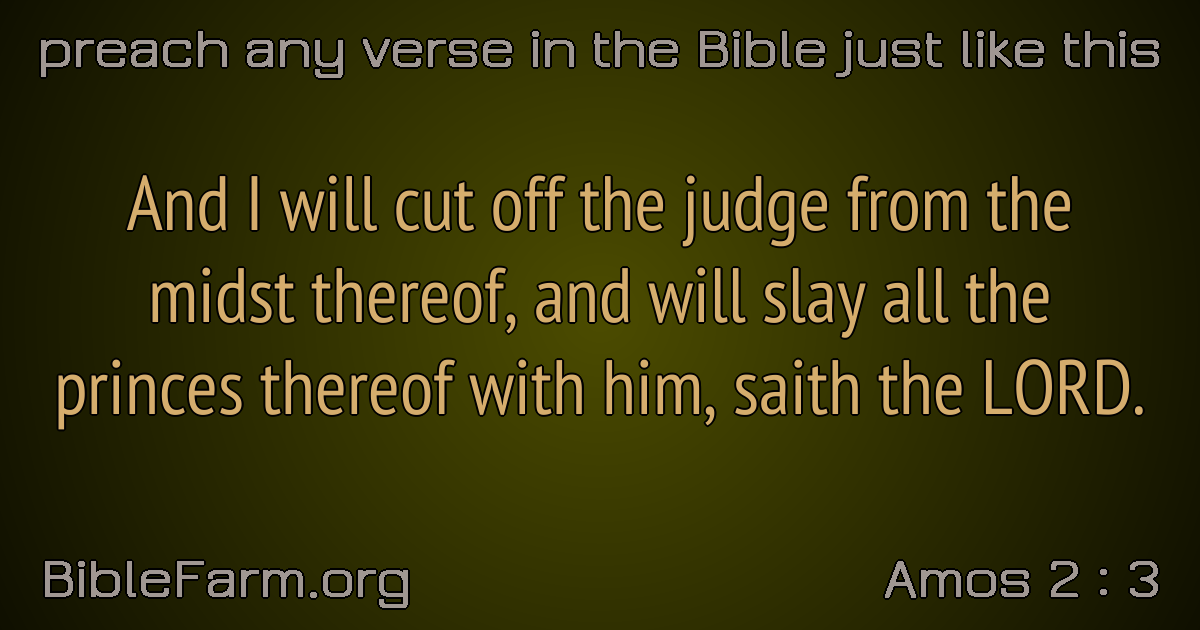 preach any verse in the Bible just like this
And I will cut off the judge from the
midst thereof, and will slay all the
princes thereof with him, saith the LORD.
BibleFarm.org
Amos 2 : 3